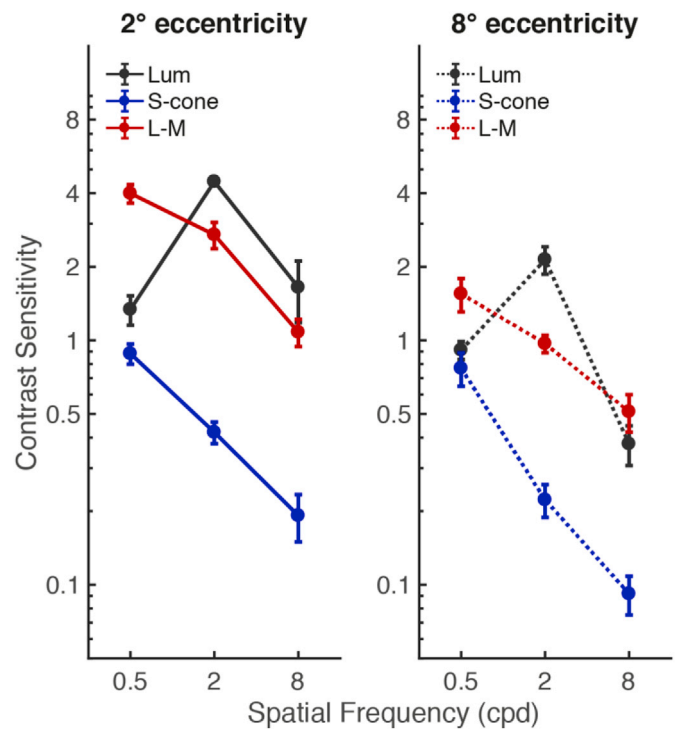 2° eccentricity
Lum
S-cone
L-M
8
4
2
1
0.5
0.1
0.5 2 8
8° eccentricity
Lum
S-cone
L-M
8
4
2
1
0.5
0.1
0.5 2 8
Contrast Sensitivity
Spatial Frequency (cpd)